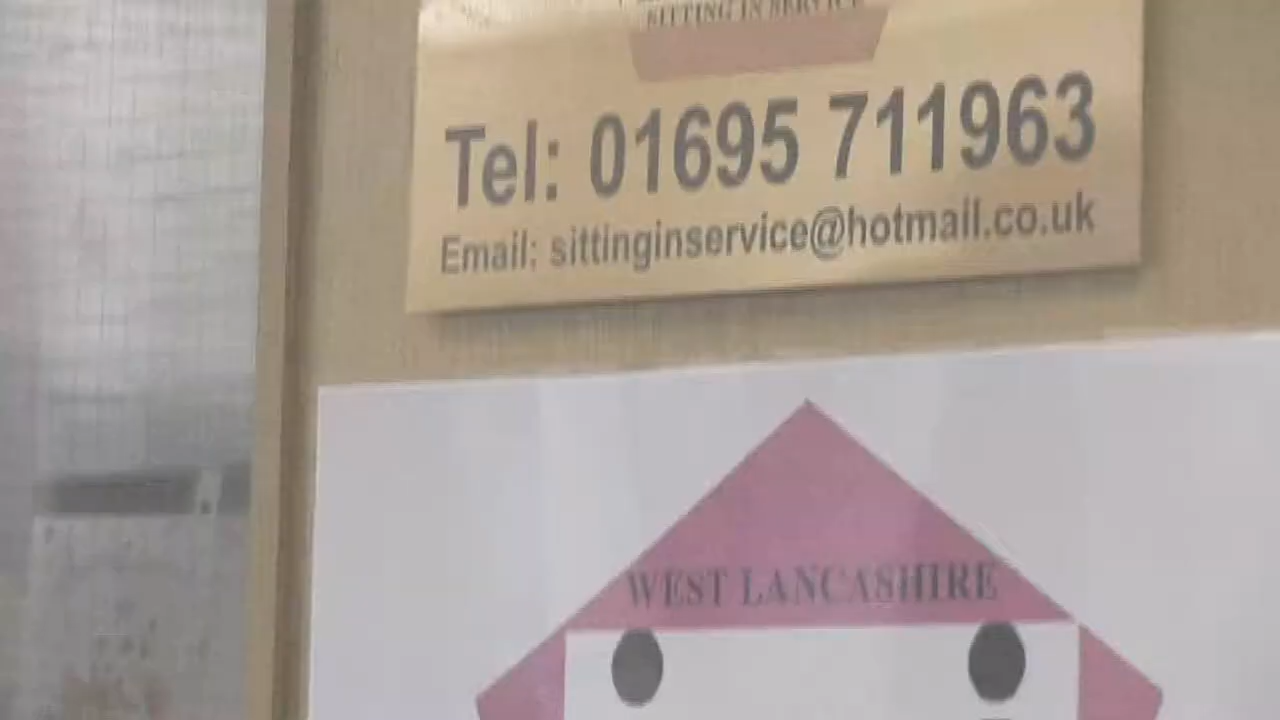 SITTING IN SERVICE
Tel: 01695 711963
Email: sittinginservice@hotmail.co.uk
WEST LANCASHIRE